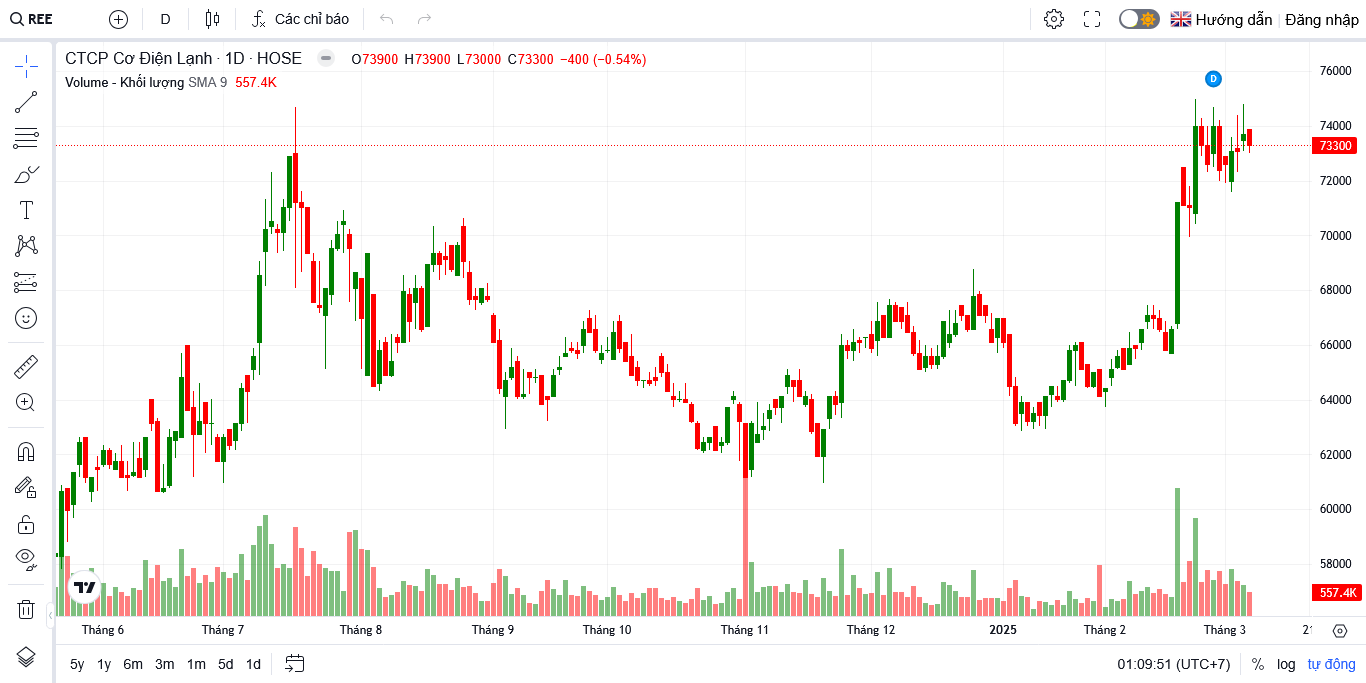 REE D Các chỉ báo Hướng dẫn Đăng nhập
CTCP Cơ Điện Lạnh · 1D · HOSE O73900 H73900 L73000 C73300 −400 (−0.54%)
Volume - Khối lượng SMA 9 557.4K
D
76000
74000
73300
72000
70000
68000
66000
64000
62000
60000
58000
557.4K
Tháng 6 Tháng 7 Tháng 8 Tháng 9 Tháng 10 Tháng 11 Tháng 12 2025 Tháng 2 Tháng 3
5y 1y 6m 3m 1m 5d 1d 01:09:51 (UTC+7) % log tự động